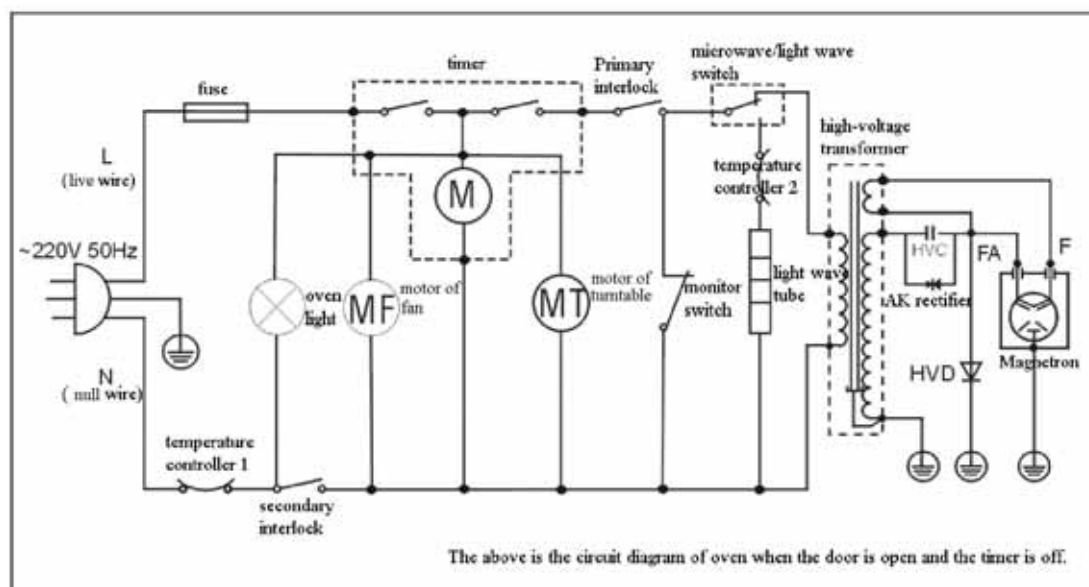 microwave/light wave
switch
timer
Primary
interlock
fuse
high-voltage
transformer
L
(live wire)
temperature
controller 2
M
~220V 50Hz
HVC
FA
F
oven
light
MF
motor of
fan
MT
motor of
turntable
monitor
switch
light wave
tube
AK rectifier
Magnetron
HVD
N
( null wire)
temperature
controller 1
secondary
interlock
The above is the circuit diagram of oven when the door is open and the timer is off.